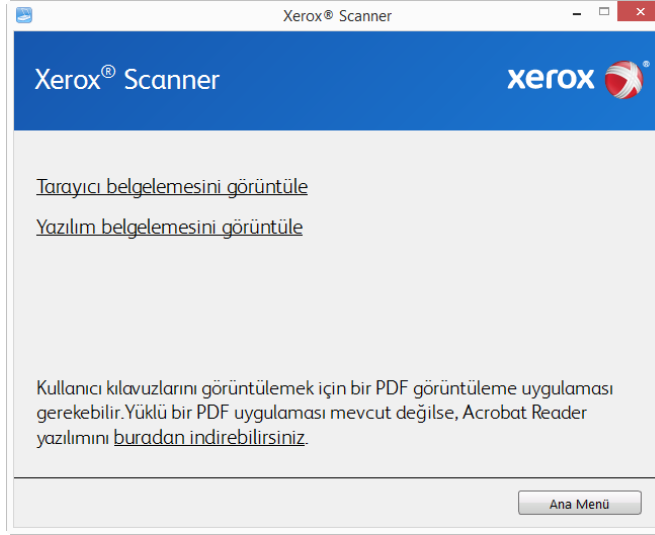 Xerox® Scanner
Xerox® Scanner
xerox
Tarayıcı belgelemesini görüntüle
Yazılım belgelemesini görüntüle
Kullanıcı kılavuzlarını görüntülemek için bir PDF görüntüleme uygulaması
gerekebilir.Yüklü bir PDF uygulaması mevcut değilse, Acrobat Reader
yazılımını buradan indirebilirsiniz.
Ana Menü